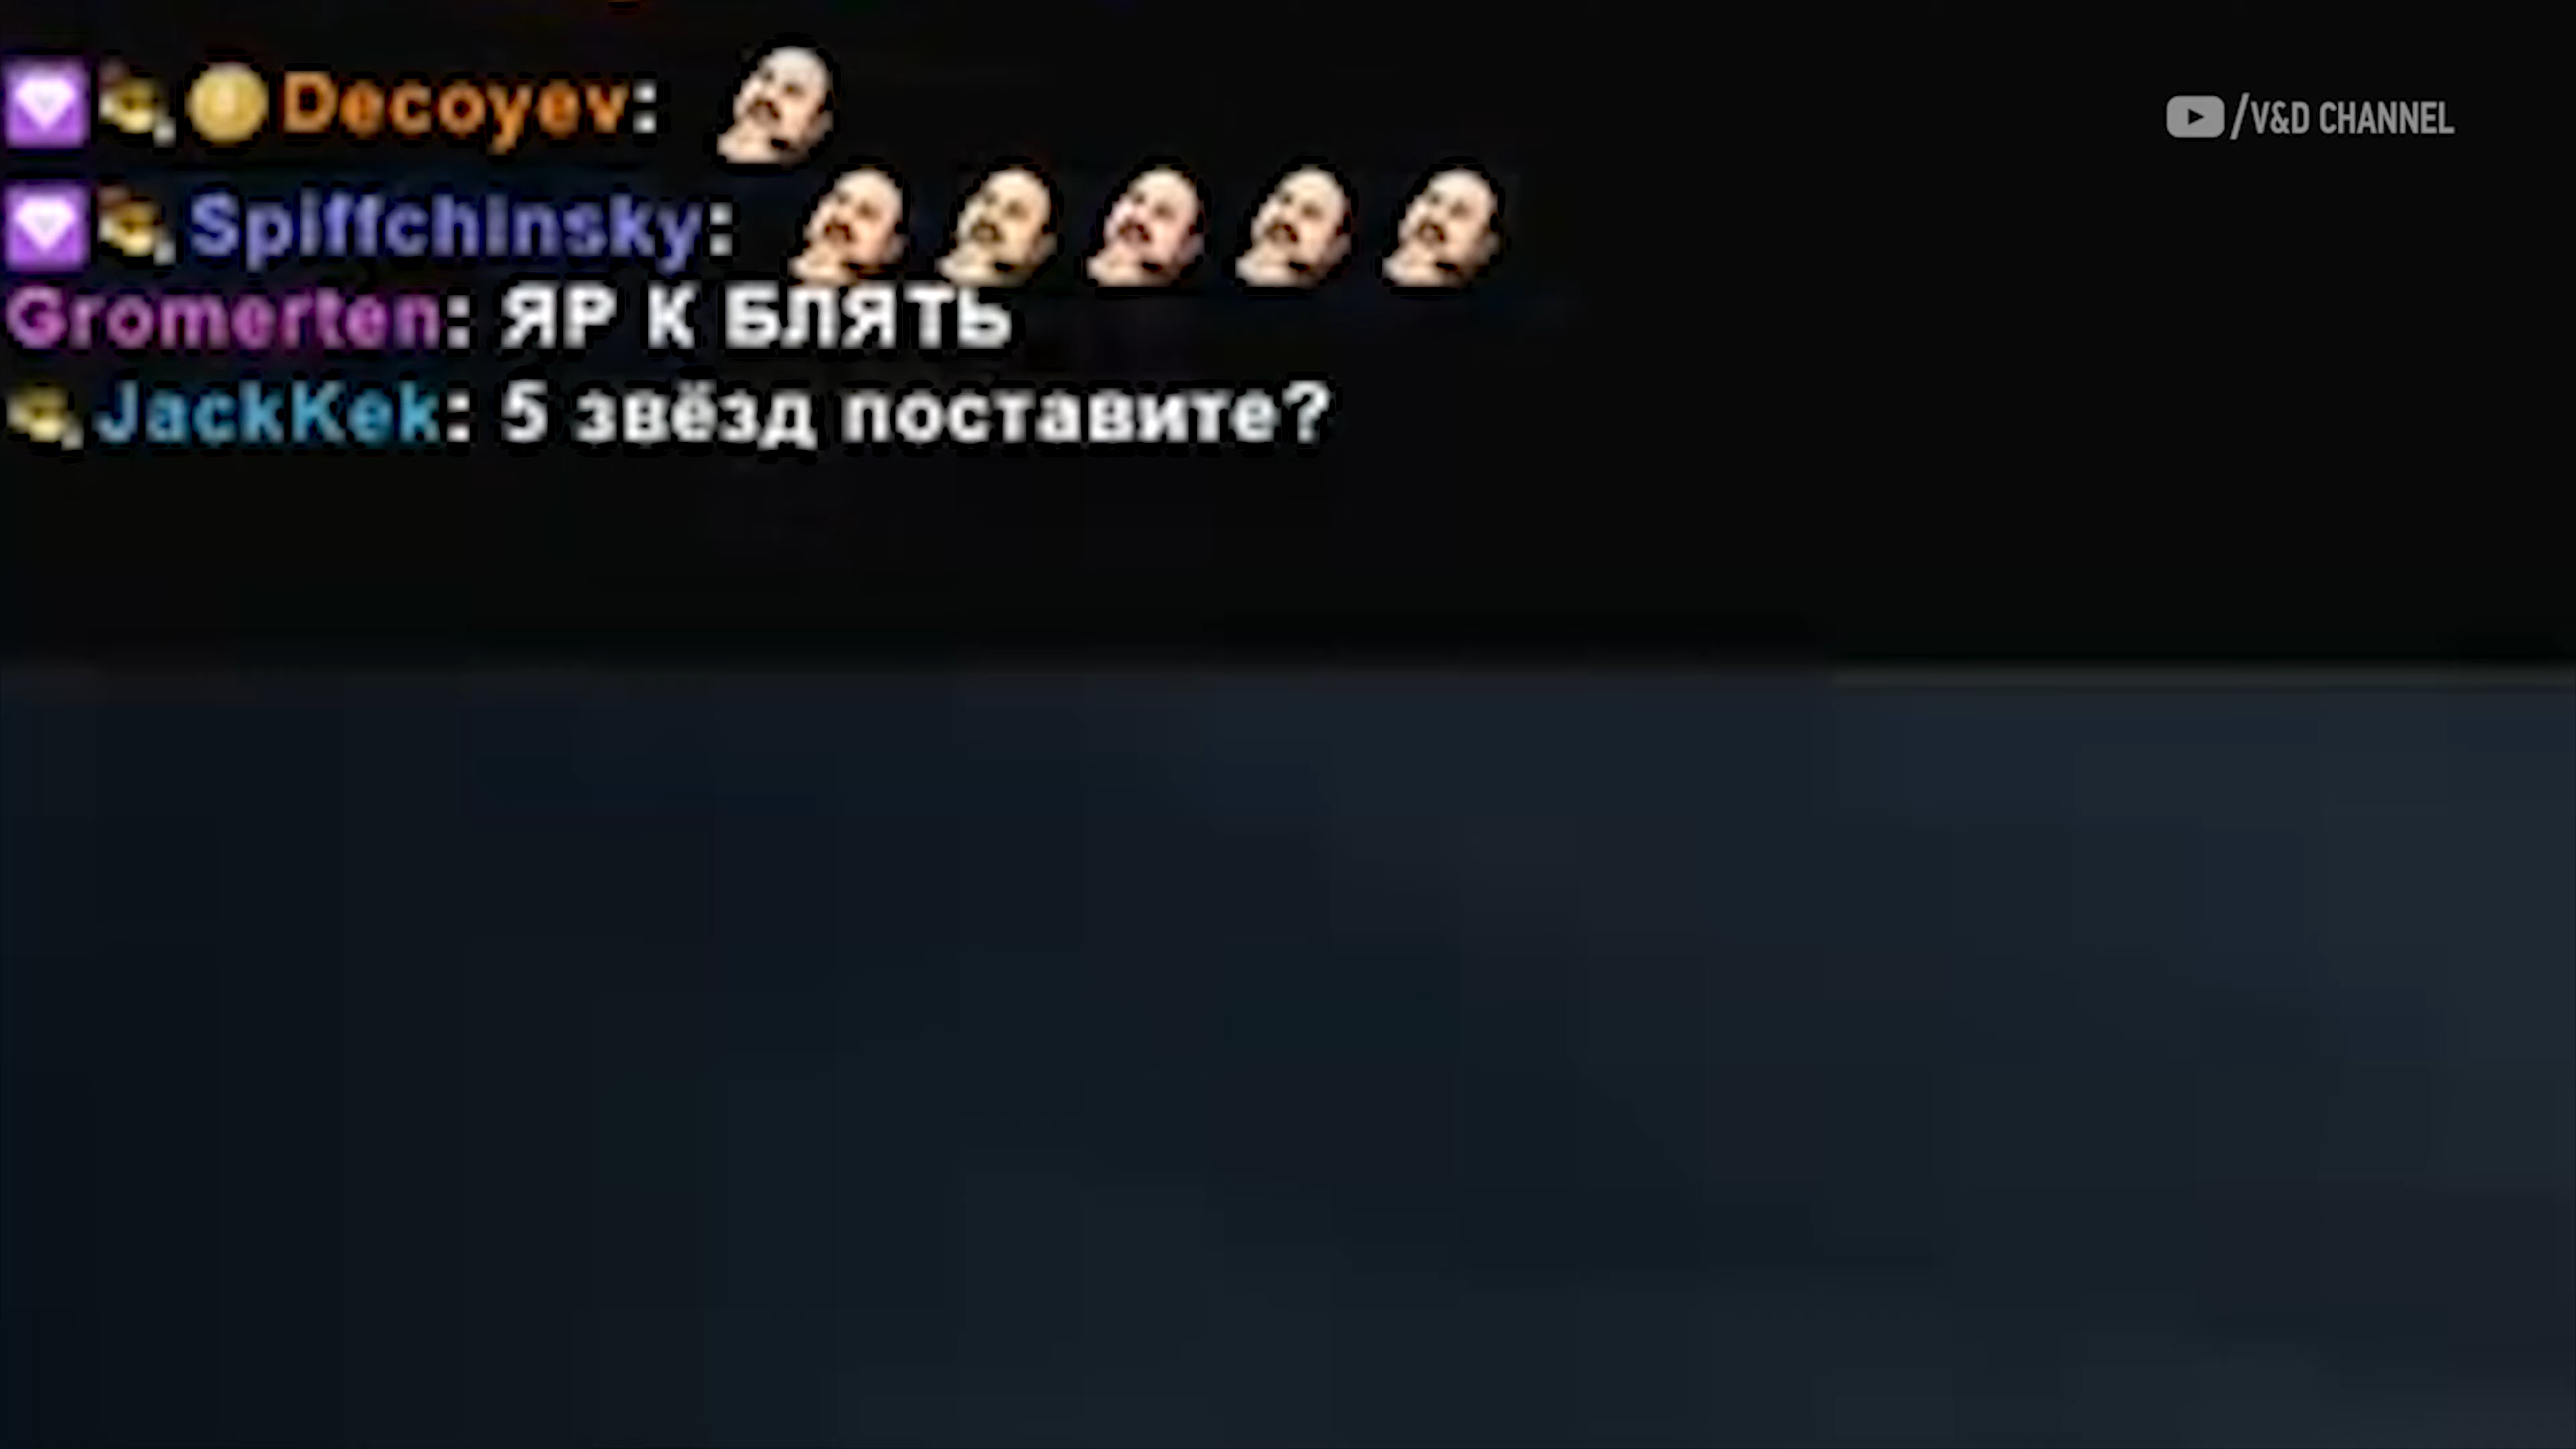 Decoyev:
/V&D CHANNEL
Spiffchinsky:
Gromerten: ЯР К БЛЯТЬ
JackKek: 5 звёзд поставите?